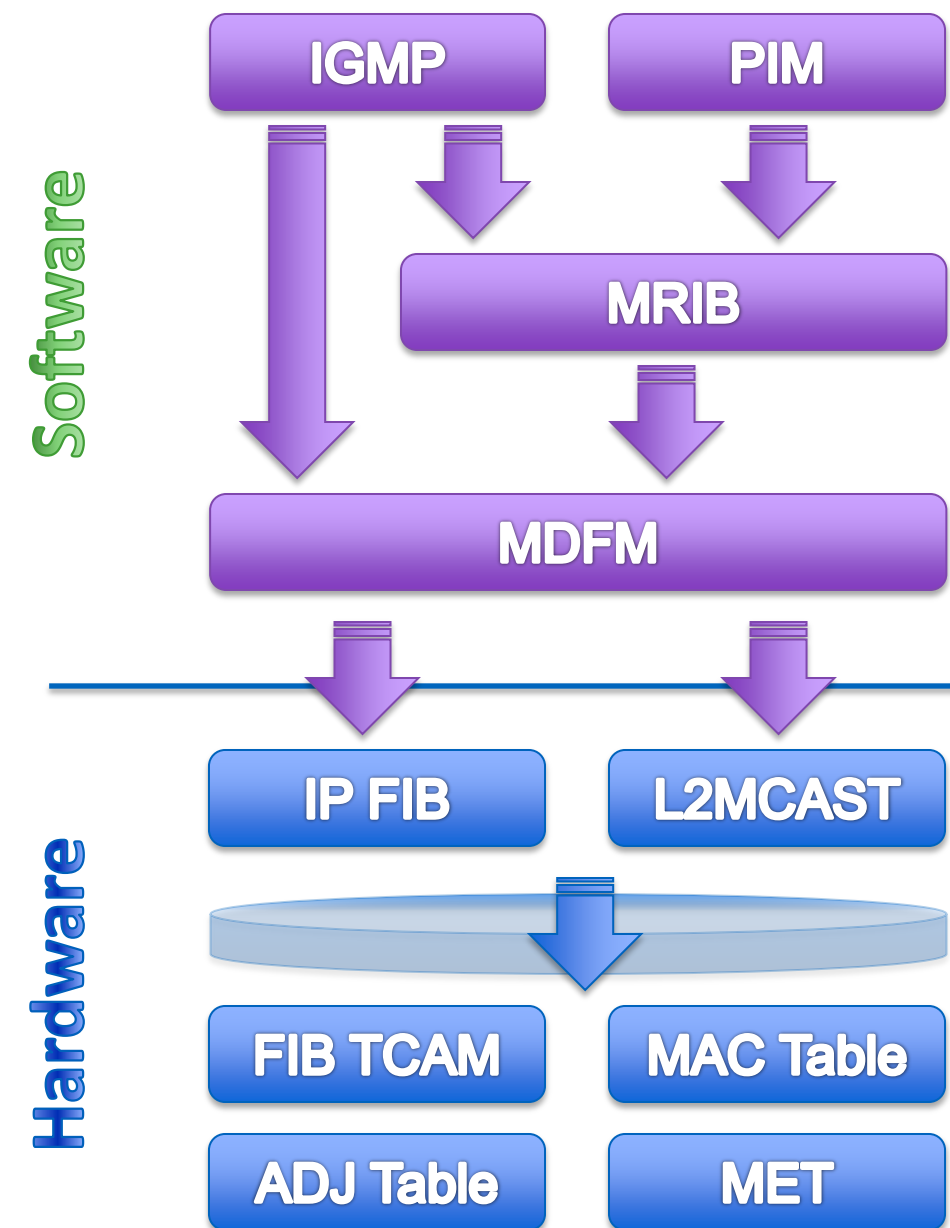 IGMP
PIM
Software
MRIB
MDFM
IP FIB
L2MCAST
Hardware
FIB TCAM
MAC Table
ADJ Table
MET